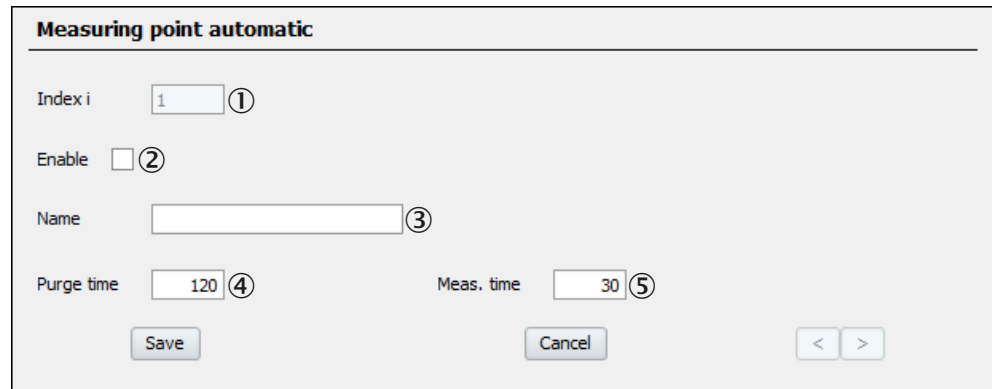 Measuring point automatic
Index i 1 ①
Enable ②
Name ③
Purge time 120 ④ Meas. time 30 ⑤
Save Cancel < >